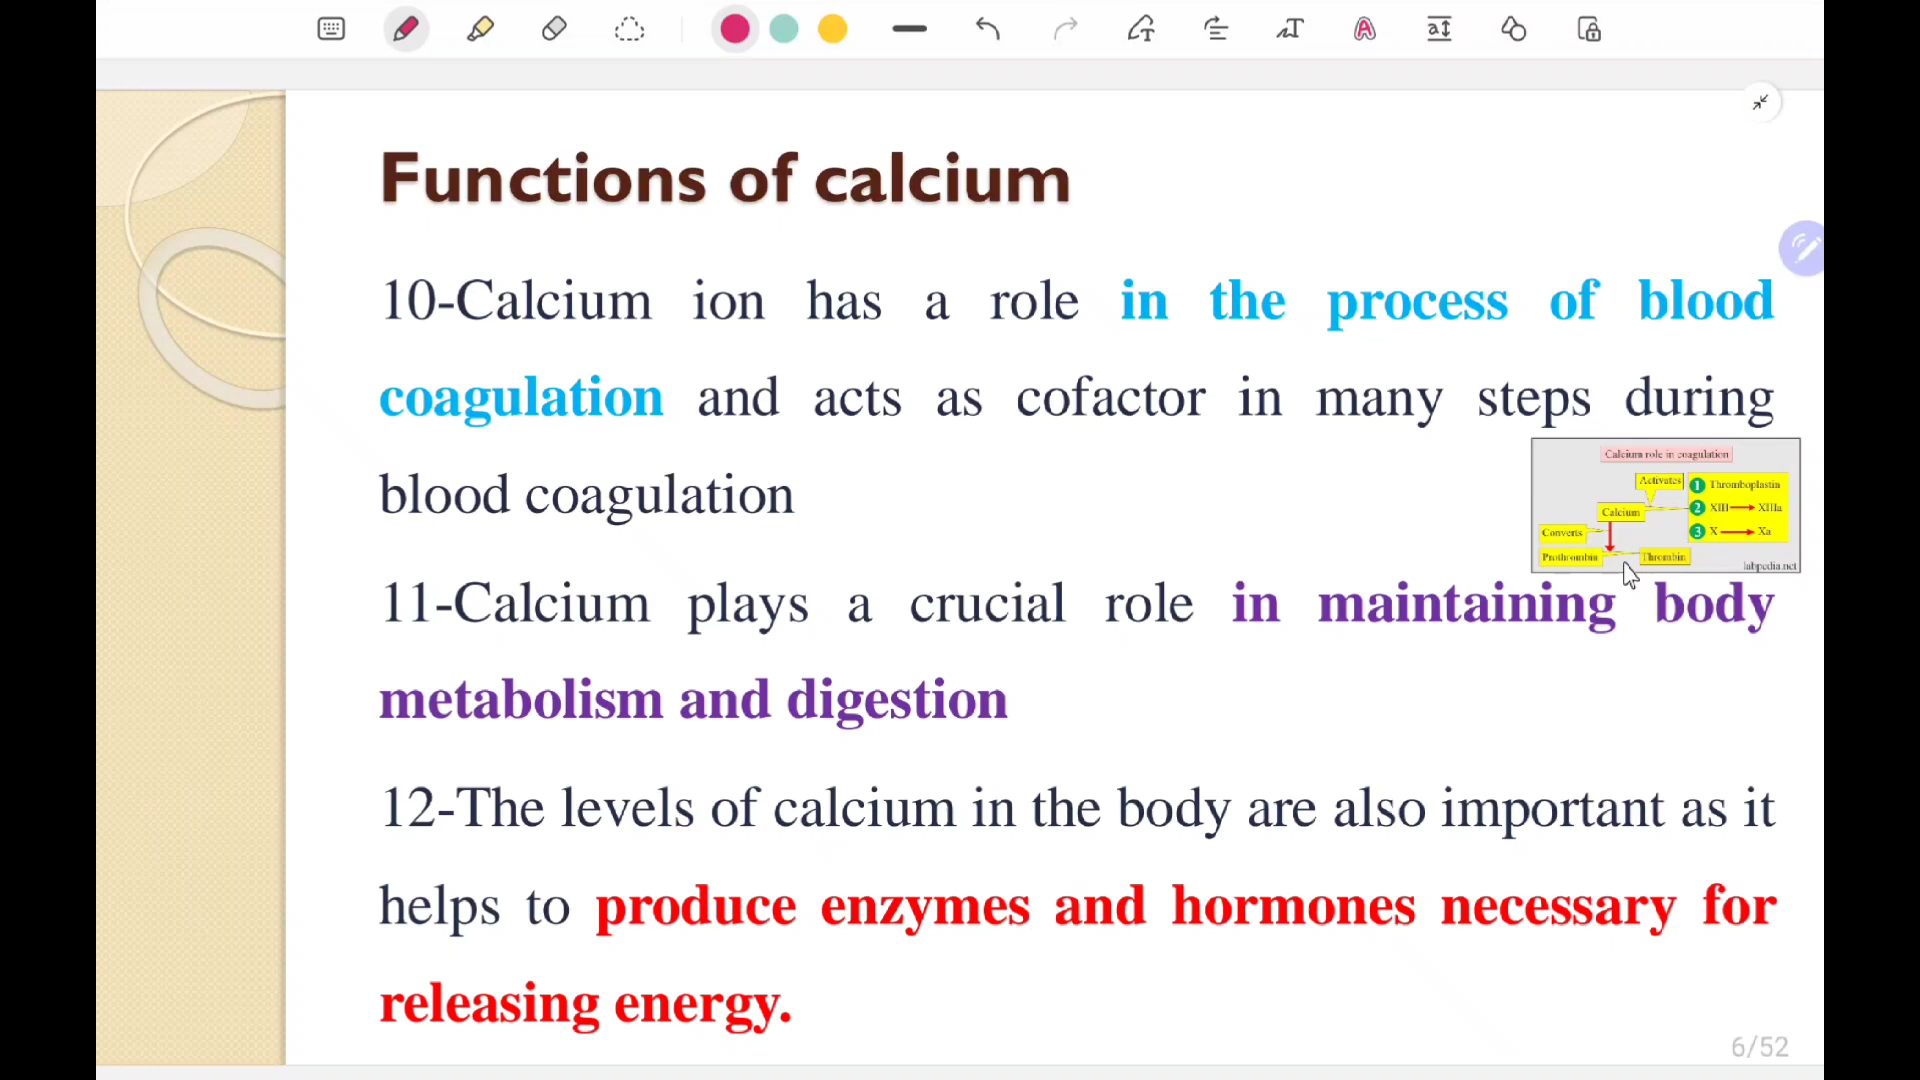 Functions of calcium
10-Calcium ion has a role in the process of blood
coagulation and acts as cofactor in many steps during
blood coagulation
Calcium role in coagulation
Activates
1 Thromboplastin
Calcium
2 XIII XIIIa
Converts
3 X Xa
Prothrombin
Thrombin
labpedia.net
11-Calcium plays a crucial role in maintaining body
metabolism and digestion
12-The levels of calcium in the body are also important as it
helps to produce enzymes and hormones necessary for
releasing energy.
6/52